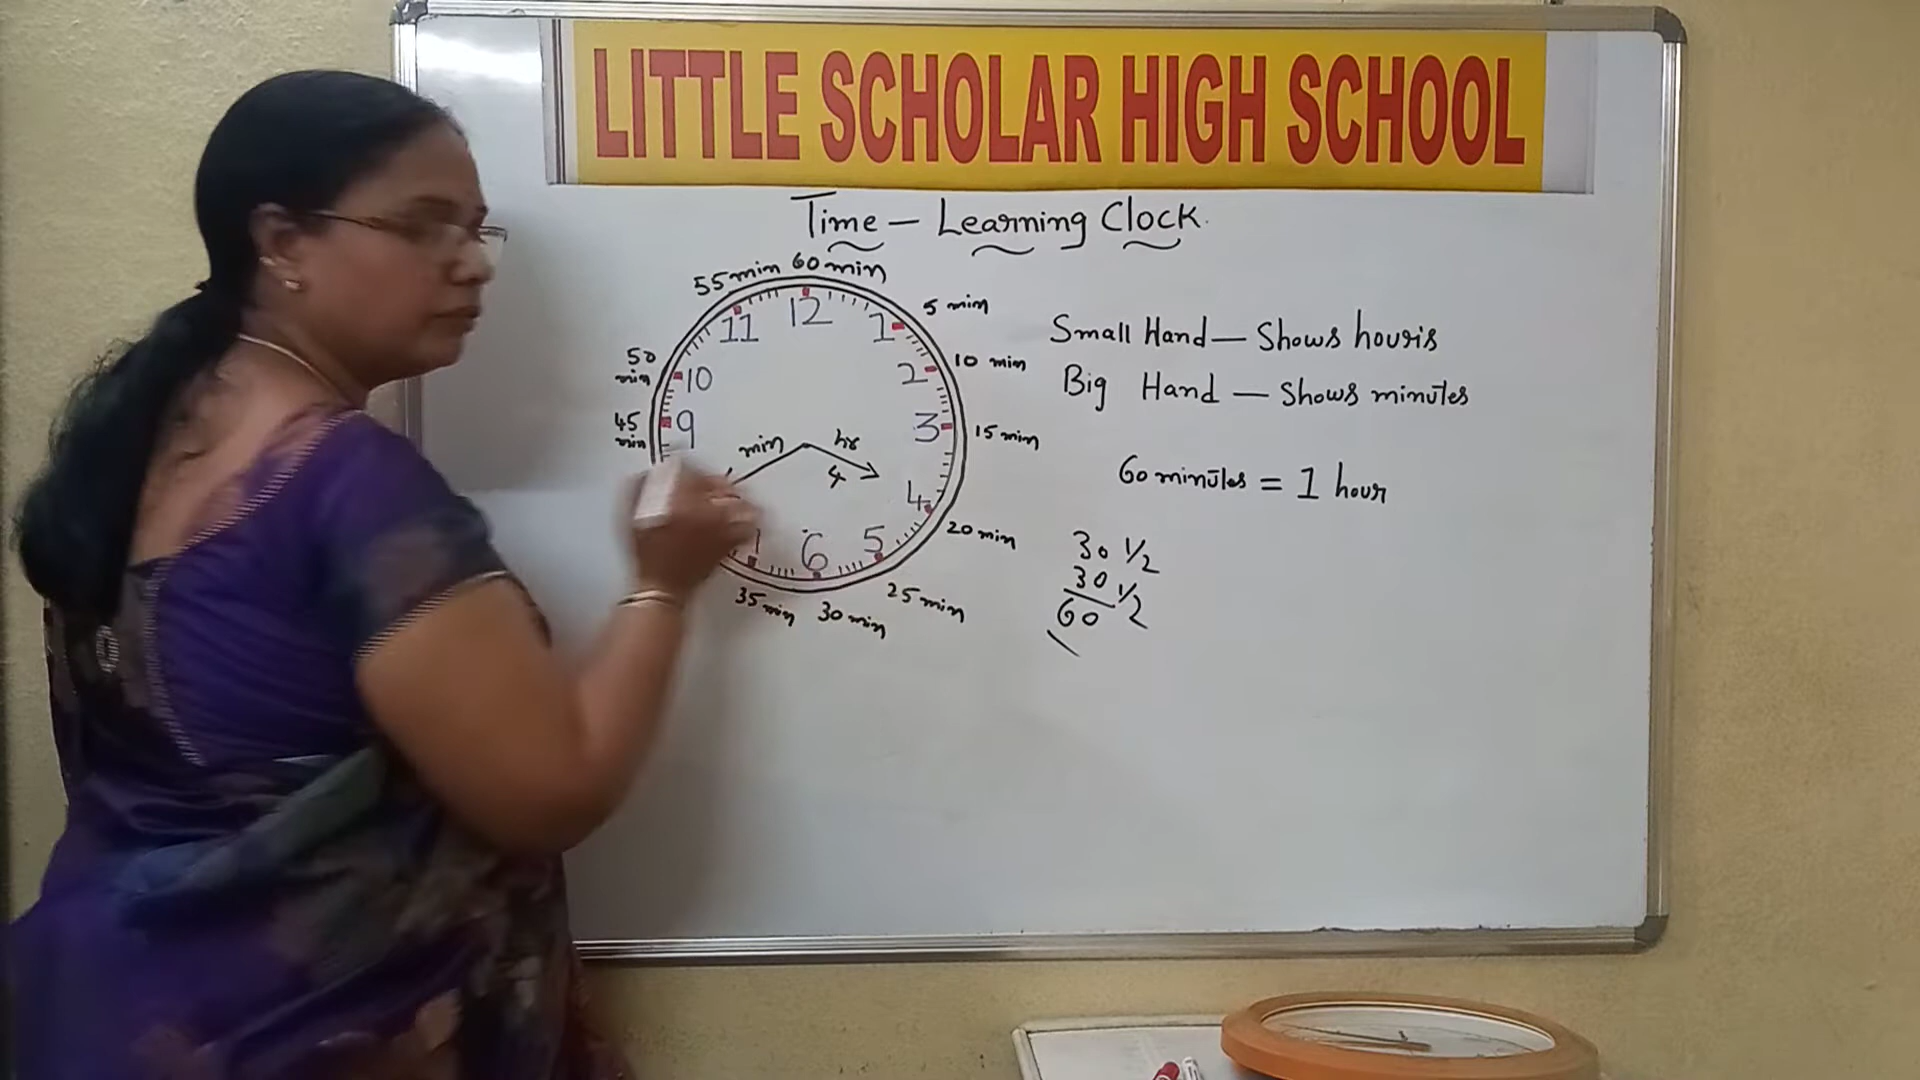 LITTLE SCHOLAR HIGH SCHOOL
Time – Learning Clock.
55 min 60 min
5 min
10 min
15 min
20 min
25 min
30 min
35 min
45 min
50 min
12
1
2
3
4
5
6
9
10
11
min
hr
4
Small Hand – Shows hours
Big Hand – Shows minutes
60 minutes = 1 hour
30 1/2
30 1/2
60